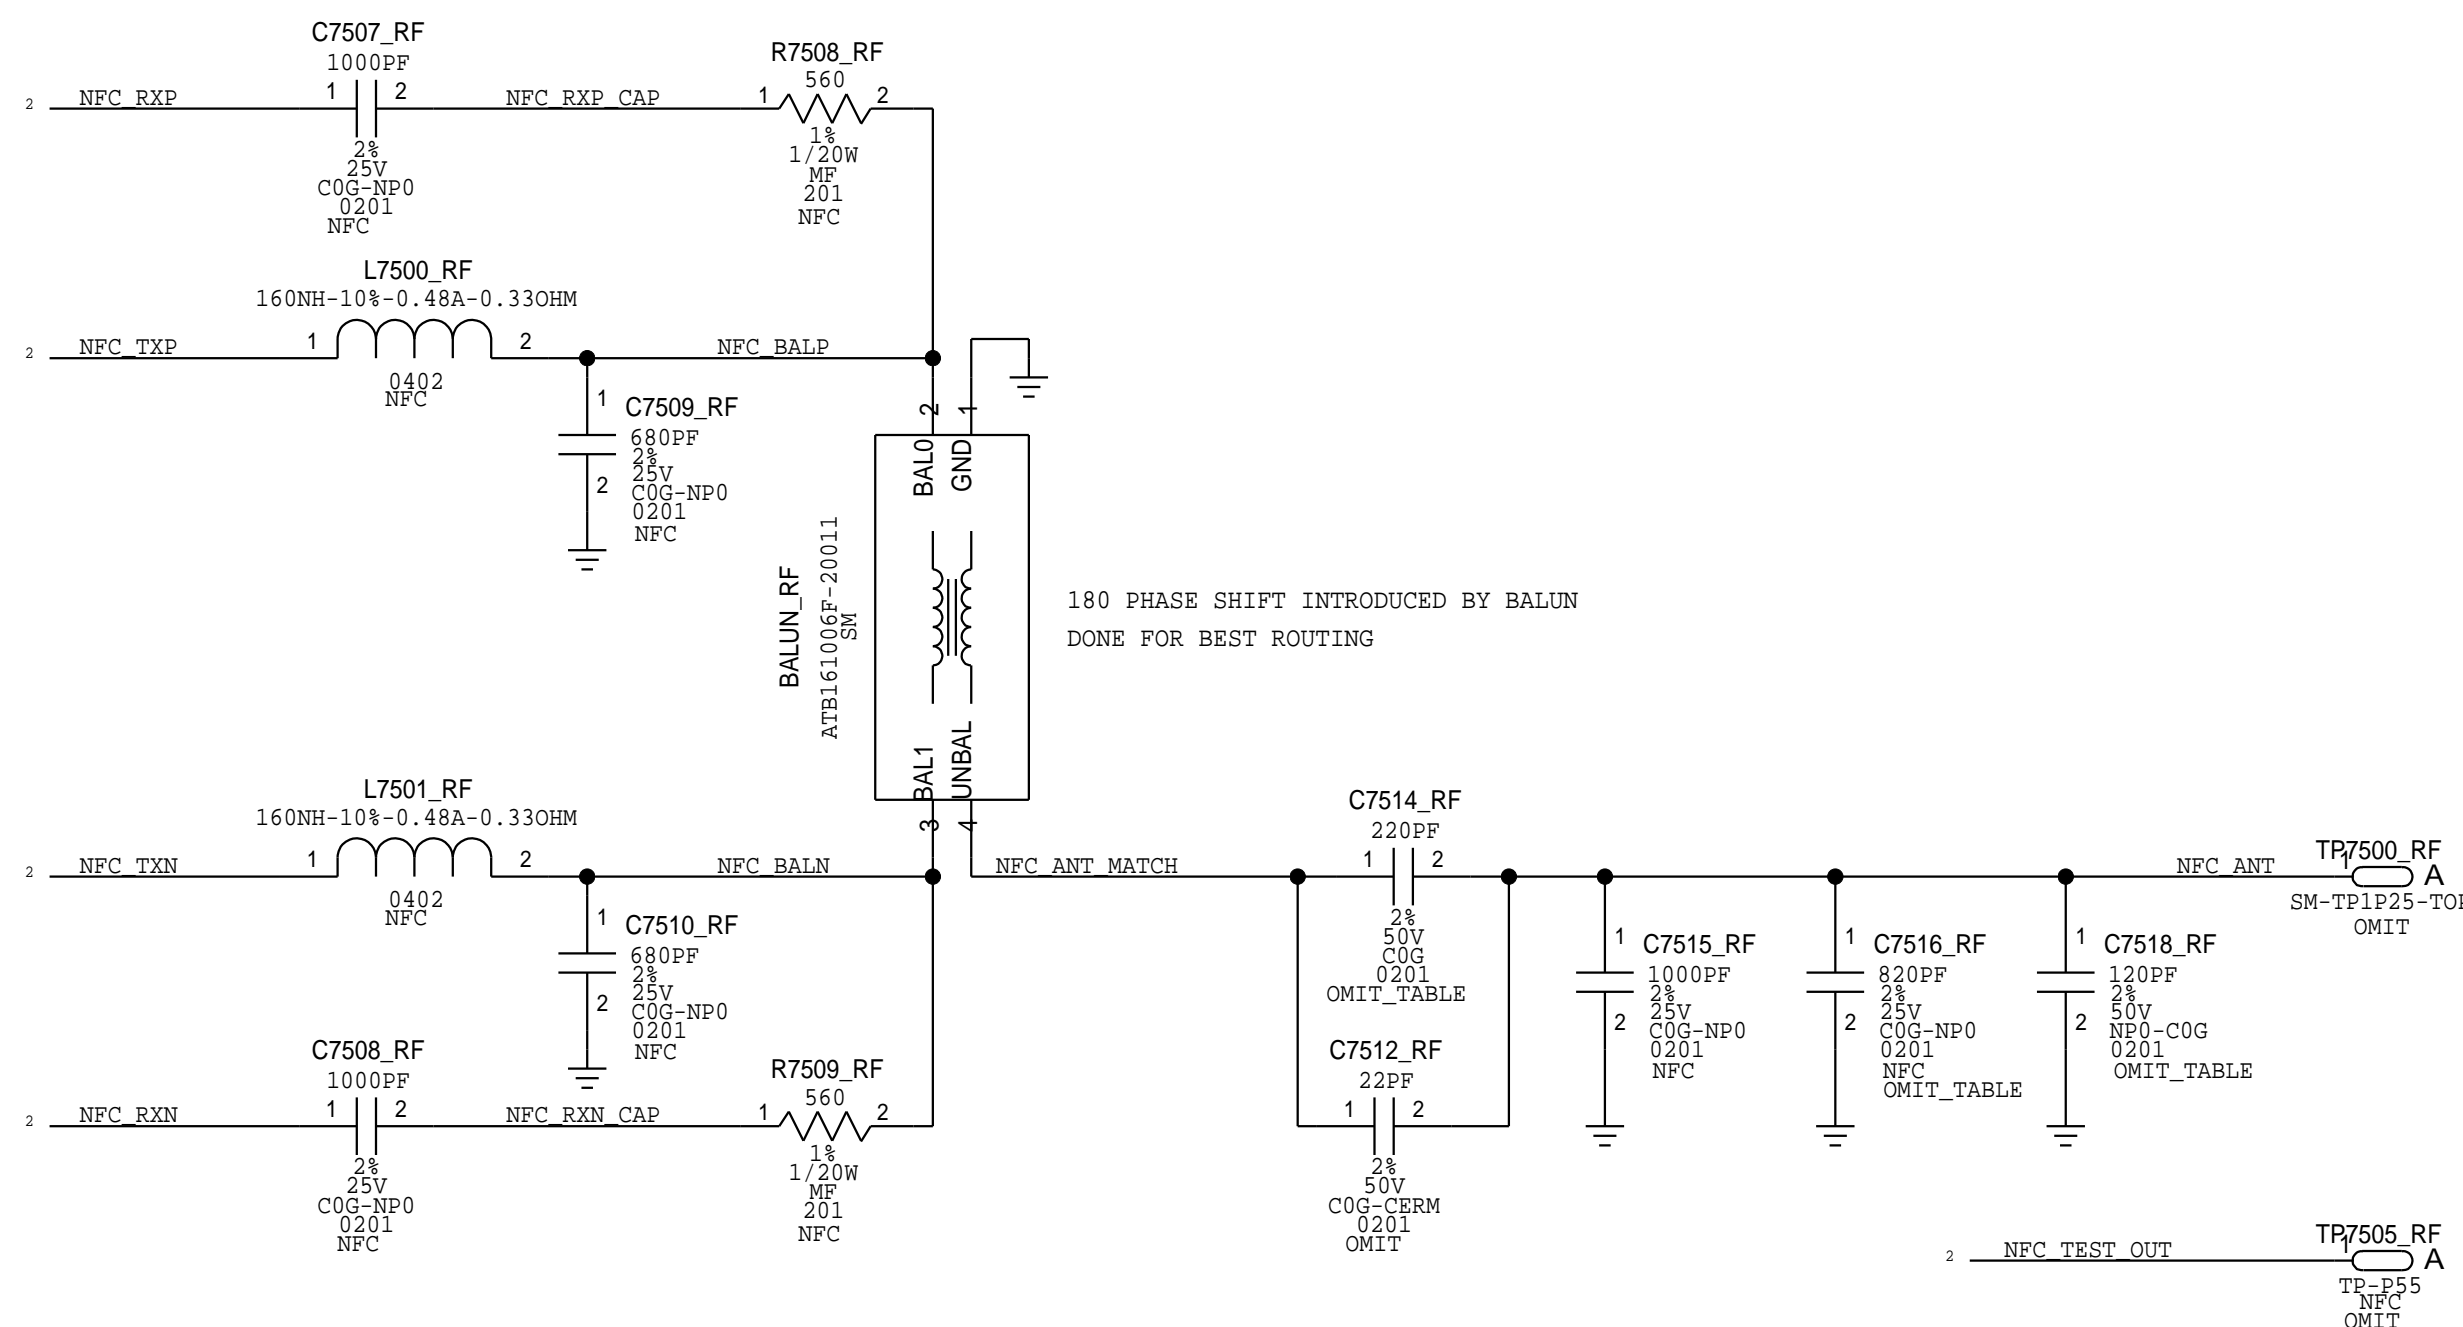 C7507_RF
1000PF
1
2
2
NFC_RXP
NFC_RXP_CAP
2%
25V
C0G-NP0
0201
NFC
R7508_RF
560
1
2
1%
1/20W
MF
201
NFC
L7500_RF
160NH-10%-0.48A-0.33OHM
2
NFC_TXP
1
2
NFC_BALP
0402
NFC
1
C7509_RF
680PF
2%
25V
2
C0G-NP0
0201
NFC
2
1
BAL0
GND
BALUN_RF
ATB161006F-20011
SM
BAL1
UNBAL
3
4
180 PHASE SHIFT INTRODUCED BY BALUN
DONE FOR BEST ROUTING
L7501_RF
160NH-10%-0.48A-0.33OHM
2
NFC_TXN
1
2
NFC_BALN
0402
NFC
1
C7510_RF
680PF
2%
25V
2
C0G-NP0
0201
NFC
C7508_RF
1000PF
1
2
2
NFC_RXN
NFC_RXN_CAP
2%
25V
C0G-NP0
0201
NFC
R7509_RF
560
1
2
1%
1/20W
MF
201
NFC
NFC_ANT_MATCH
C7514_RF
220PF
1
2
2%
50V
C0G
0201
OMIT_TABLE
C7512_RF
22PF
1
2
2%
50V
C0G-CERM
0201
OMIT
1
C7515_RF
1000PF
2%
25V
2
C0G-NP0
0201
NFC
1
C7516_RF
820PF
2%
25V
2
C0G-NP0
0201
NFC
OMIT_TABLE
1
C7518_RF
120PF
2%
50V
2
NP0-C0G
0201
OMIT_TABLE
NFC_ANT
TP7500_RF
1
A
SM-TP1P25-TOP
OMIT
2
NFC_TEST_OUT
TP7505_RF
1
A
TP-P55
NFC
OMIT